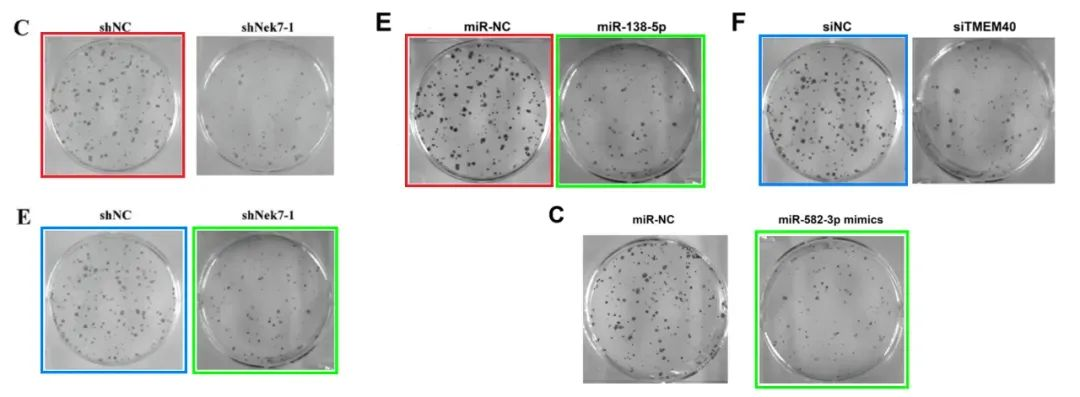 C
shNC shNek7-1
E
miR-NC miR-138-5p
F
siNC siTMEM40
E
shNC shNek7-1
C
miR-NC miR-582-3p mimics